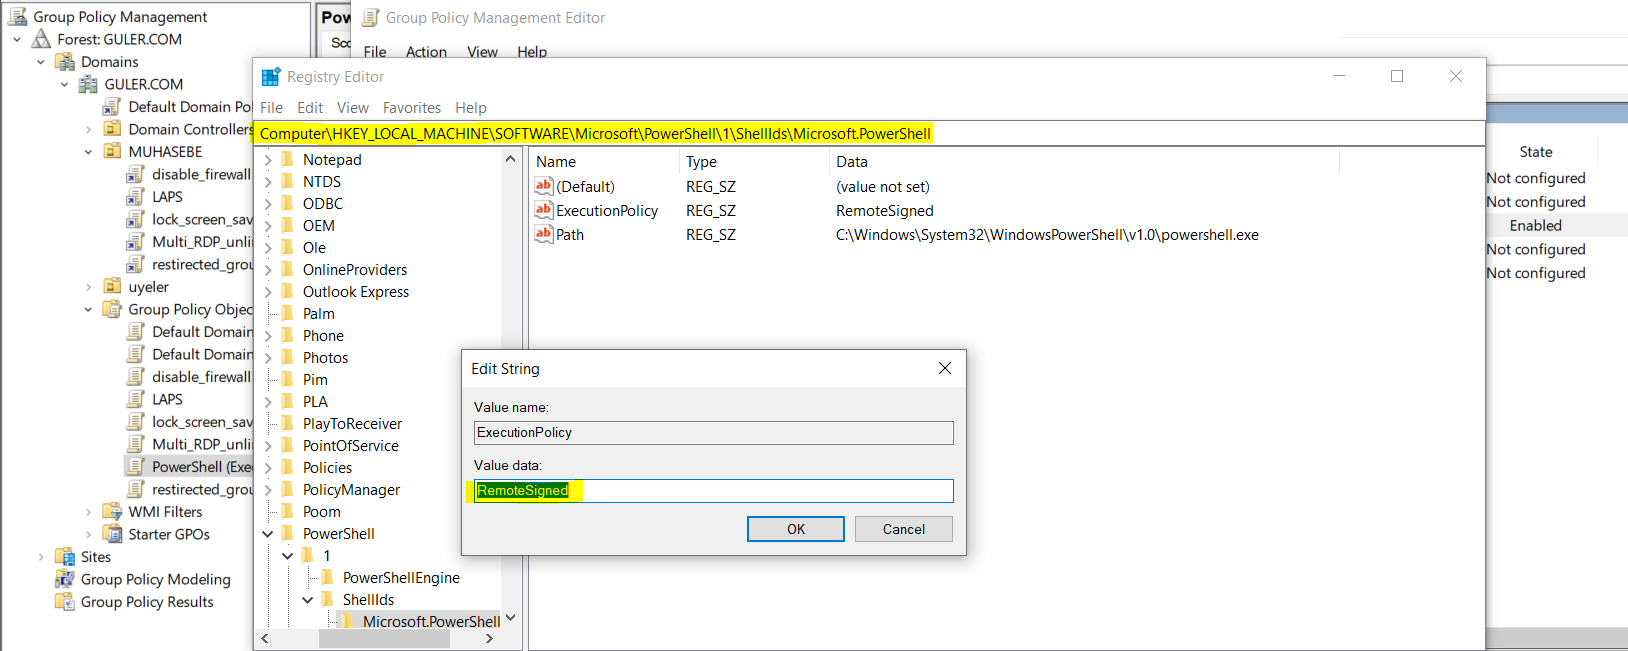 Group Policy Management
Forest: GULER.COM
Domains
GULER.COM
Default Domain Po
Domain Controllers
MUHASEBE
disable_firewall
LAPS
lock_screen_sav
Multi_RDP_unli
restirected_grou
uyeler
Group Policy Objec
Default Domain
Default Domain
disable_firewall
LAPS
lock_screen_sav
Multi_RDP_unli
PowerShell (Exe
restirected_grou
WMI Filters
Starter GPOs
Sites
Group Policy Modeling
Group Policy Results
Pow
Sco
Group Policy Management Editor
File Action View Help
Registry Editor
File Edit View Favorites Help
Computer\HKEY_LOCAL_MACHINE\SOFTWARE\Microsoft\PowerShell\1\ShellIds\Microsoft.PowerShell
Notepad
NTDS
ODBC
OEM
Ole
OnlineProviders
Outlook Express
Palm
Phone
Photos
Pim
PLA
PlayToReceiver
PointOfService
Policies
PolicyManager
Poom
PowerShell
1
PowerShellEngine
ShellIds
Microsoft.PowerShell
Name Type Data
ab (Default) REG_SZ (value not set)
ab ExecutionPolicy REG_SZ RemoteSigned
ab Path REG_SZ C:\Windows\System32\WindowsPowerShell\v1.0\powershell.exe
Edit String
Value name:
ExecutionPolicy
Value data:
RemoteSigned
OK Cancel
State
Not configured
Not configured
Enabled
Not configured
Not configured